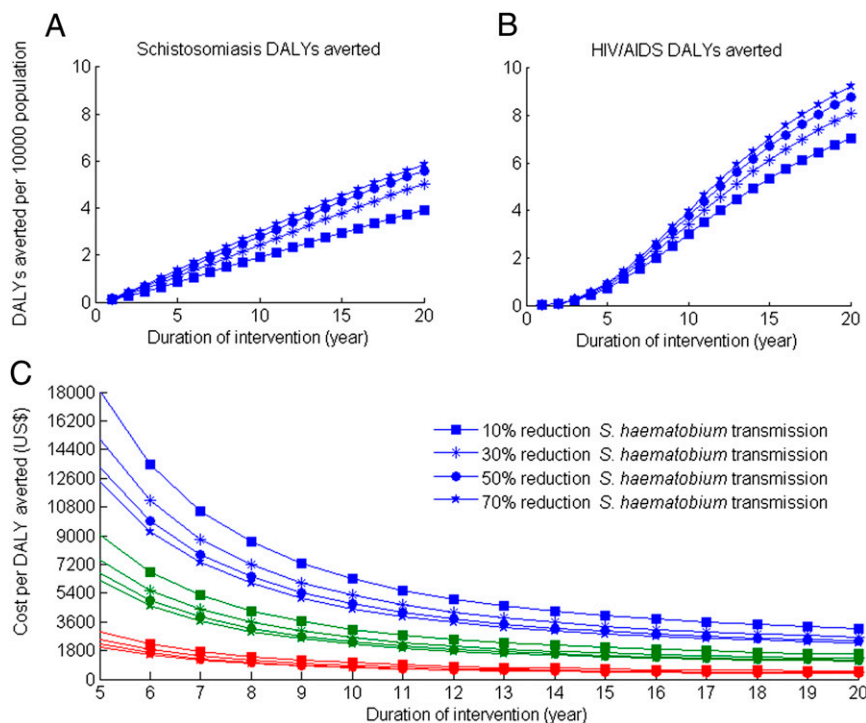 A
Schistosomiasis DALYs averted
DALYs averted per 10000 population
10
8
6
4
2
0
0 5 10 15 20
Duration of intervention (year)
B
HIV/AIDS DALYs averted
10
8
6
4
2
0
0 5 10 15 20
Duration of intervention (year)
C
Cost per DALY averted (US$)
18000
16200
14400
12600
10800
9000
7200
5400
3600
1800
0
10% reduction S. haematobium transmission
30% reduction S. haematobium transmission
50% reduction S. haematobium transmission
70% reduction S. haematobium transmission
5 6 7 8 9 10 11 12 13 14 15 16 17 18 19 20
Duration of intervention (year)